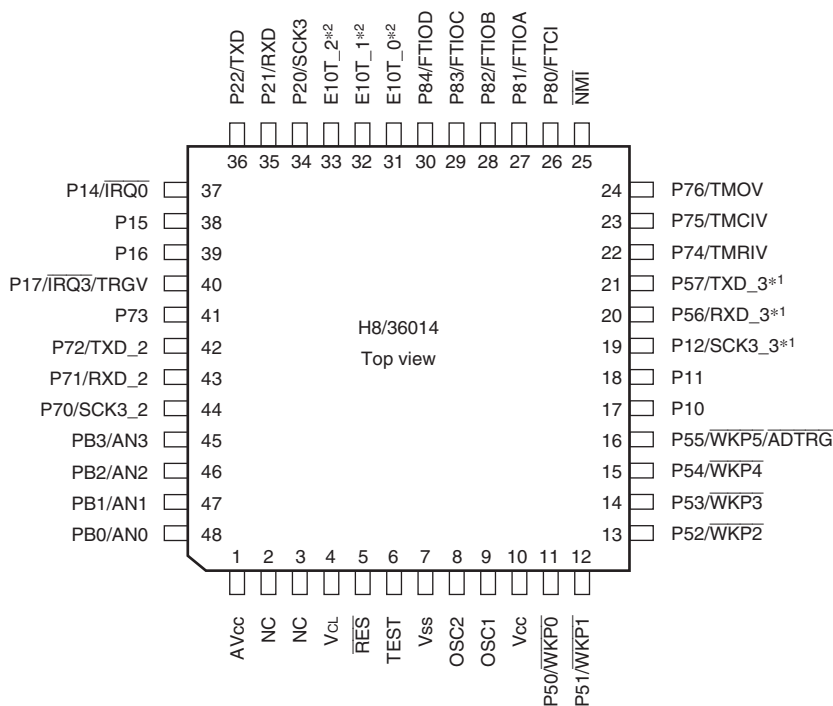 P22/TXD
P21/RXD
P20/SCK3
E10T_2*2
E10T_1*2
E10T_0*2
P84/FTIOD
P83/FTIOC
P82/FTIOB
P81/FTIOA
P80/FTCI
NMI
36 35 34 33 32 31 30 29 28 27 26 25
P14/IRQ0 37
P15 38
P16 39
P17/IRQ3/TRGV 40
P73 41
P72/TXD_2 42
P71/RXD_2 43
P70/SCK3_2 44
PB3/AN3 45
PB2/AN2 46
PB1/AN1 47
PB0/AN0 48
H8/36014
Top view
24 P76/TMOV
23 P75/TMCIV
22 P74/TMRIV
21 P57/TXD_3*1
20 P56/RXD_3*1
19 P12/SCK3_3*1
18 P11
17 P10
16 P55/WKP5/ADTRG
15 P54/WKP4
14 P53/WKP3
13 P52/WKP2
1 2 3 4 5 6 7 8 9 10 11 12
AVcc
NC
NC
VCL
RES
TEST
Vss
OSC2
OSC1
Vcc
P50/WKP0
P51/WKP1